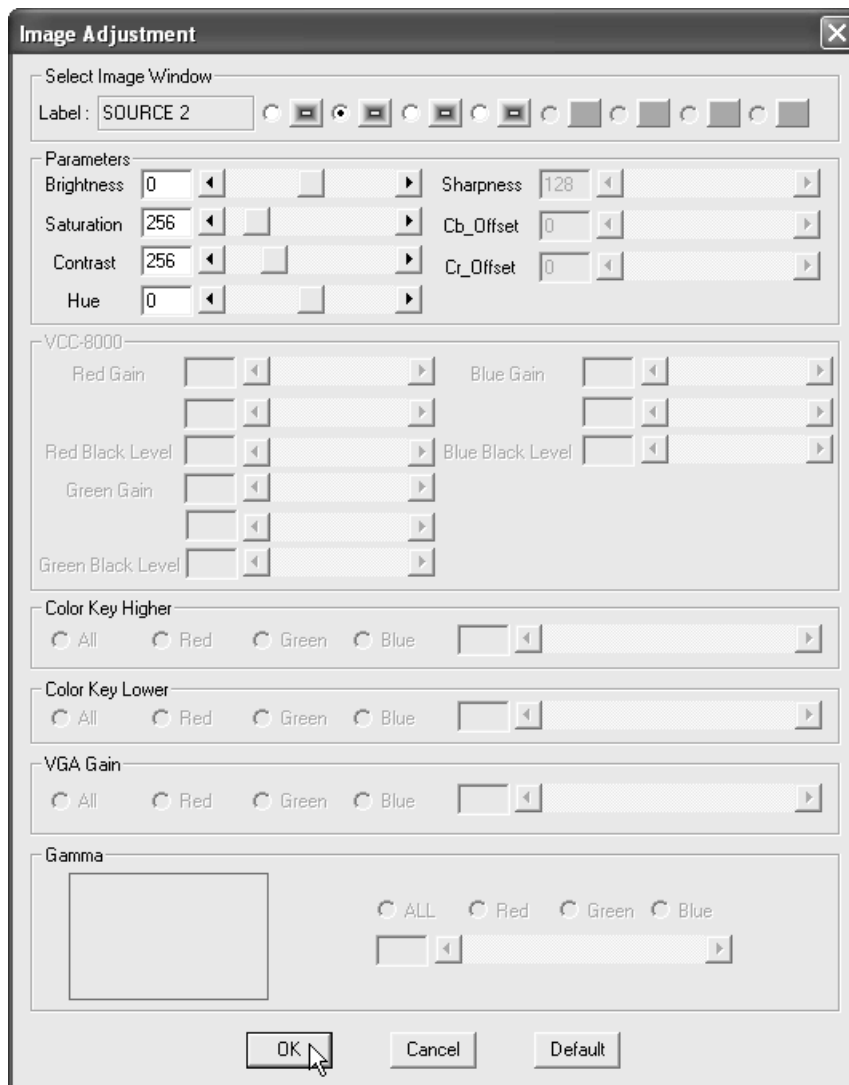 Image Adjustment
Select Image Window
Label : SOURCE 2
Parameters
Brightness 0 Sharpness 128
Saturation 256 Cb_Offset 0
Contrast 256 Cr_Offset 0
Hue 0
VCC-8000
Red Gain Blue Gain
Red Black Level Blue Black Level
Green Gain
Green Black Level
Color Key Higher
All Red Green Blue
Color Key Lower
All Red Green Blue
VGA Gain
All Red Green Blue
Gamma
ALL Red Green Blue
OK Cancel Default